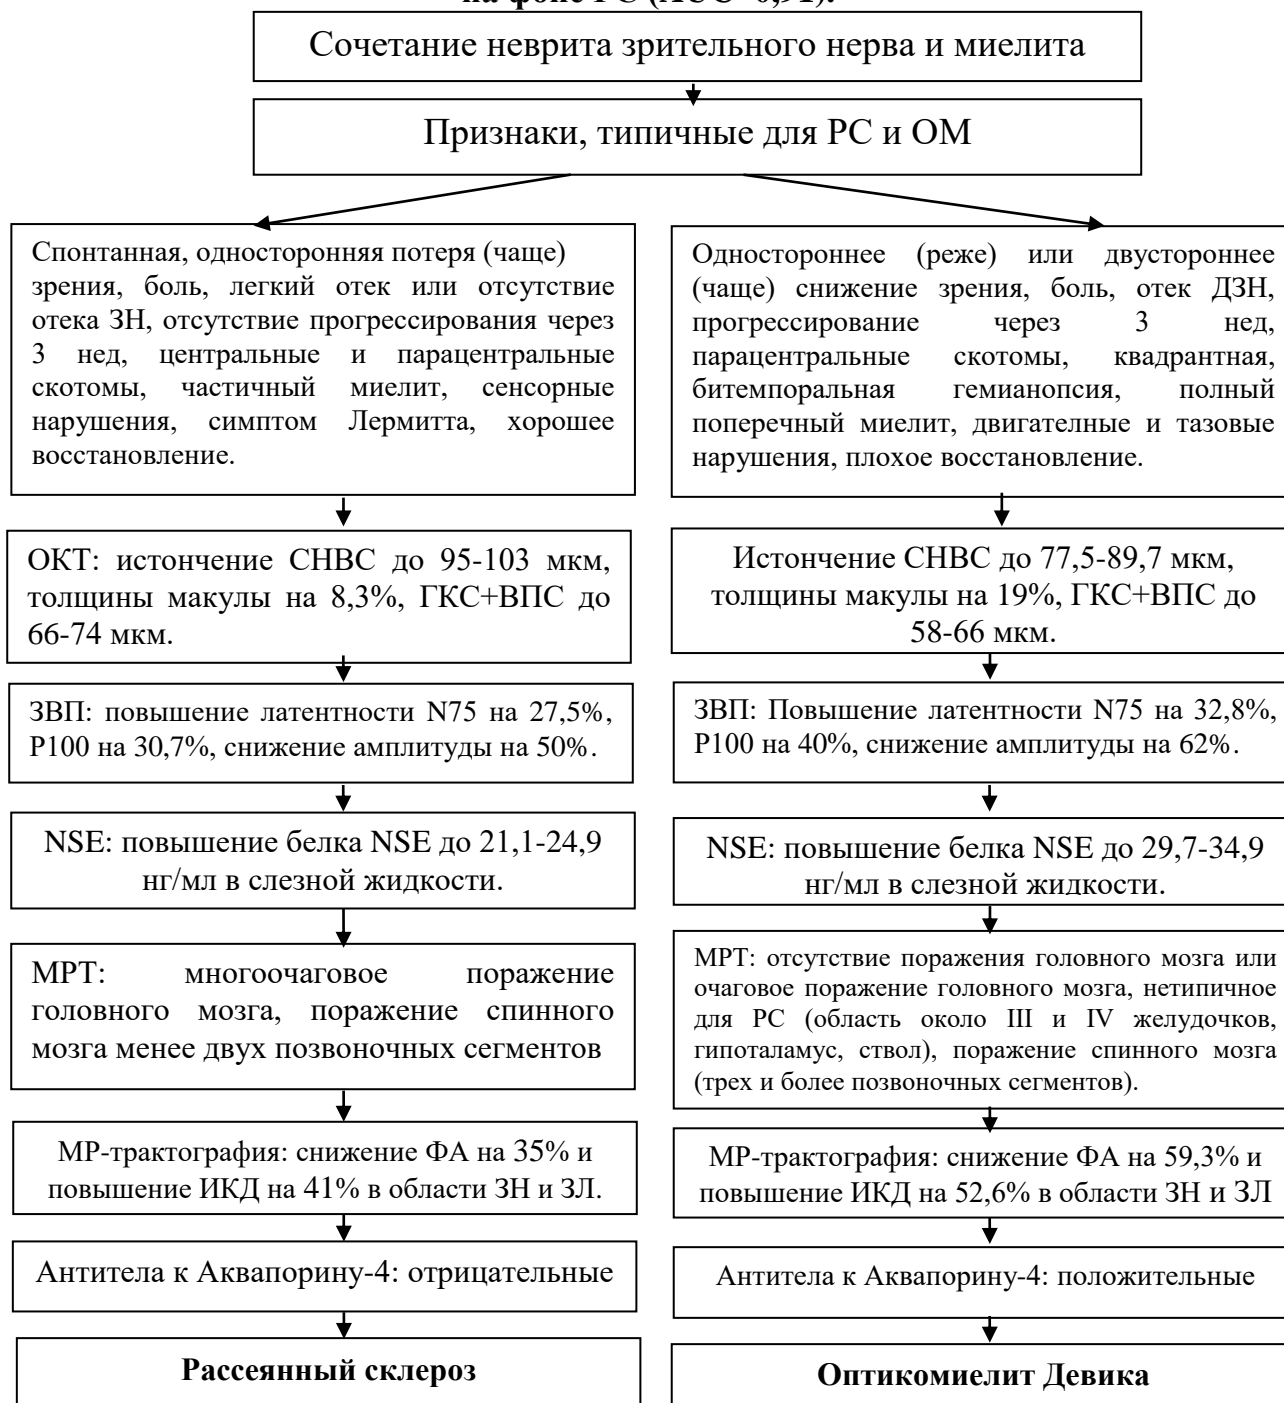 на фоне РС (AUC=0,91).
Сочетание неврита зрительного нерва и миелита
Признаки, типичные для РС и ОМ
Спонтанная, односторонняя потеря (чаще)
зрения, боль, легкий отек или отсутствие
отека ЗН, отсутствие прогрессирования через
3 нед, центральные и парацентральные
скотомы, частичный миелит, сенсорные
нарушения, симптом Лермитта, хорошее
восстановление.
ОКТ: истончение СНВС до 95-103 мкм,
толщины макулы на 8,3%, ГКС+ВПС до
66-74 мкм.
ЗВП: повышение латентности N75 на 27,5%,
Р100 на 30,7%, снижение амплитуды на 50%.
NSE: повышение белка NSE до 21,1-24,9
нг/мл в слезной жидкости.
МРТ: многоочаговое поражение
головного мозга, поражение спинного
мозга менее двух позвоночных сегментов
МР-трактография: снижение ФА на 35% и
повышение ИКД на 41% в области ЗН и ЗЛ.
Антитела к Аквапорину-4: отрицательные
Рассеянный склероз
Одностороннее (реже) или двустороннее
(чаще) снижение зрения, боль, отек ДЗН,
прогрессирование через 3 нед,
парацентральные скотомы, квадрантная,
битемпоральная гемианопсия, полный
поперечный миелит, двигателные и тазовые
нарушения, плохое восстановление.
Истончение СНВС до 77,5-89,7 мкм,
толщины макулы на 19%, ГКС+ВПС до
58-66 мкм.
ЗВП: Повышение латентности N75 на 32,8%,
Р100 на 40%, снижение амплитуды на 62%.
NSE: повышение белка NSE до 29,7-34,9
нг/мл в слезной жидкости.
МРТ: отсутствие поражения головного мозга или
очаговое поражение головного мозга, нетипичное
для РС (область около III и IV желудочков,
гипоталамус, ствол), поражение спинного мозга
(трех и более позвоночных сегментов).
МР-трактография: снижение ФА на 59,3% и
повышение ИКД на 52,6% в области ЗН и ЗЛ
Антитела к Аквапорину-4: положительные
Оптикомиелит Девика